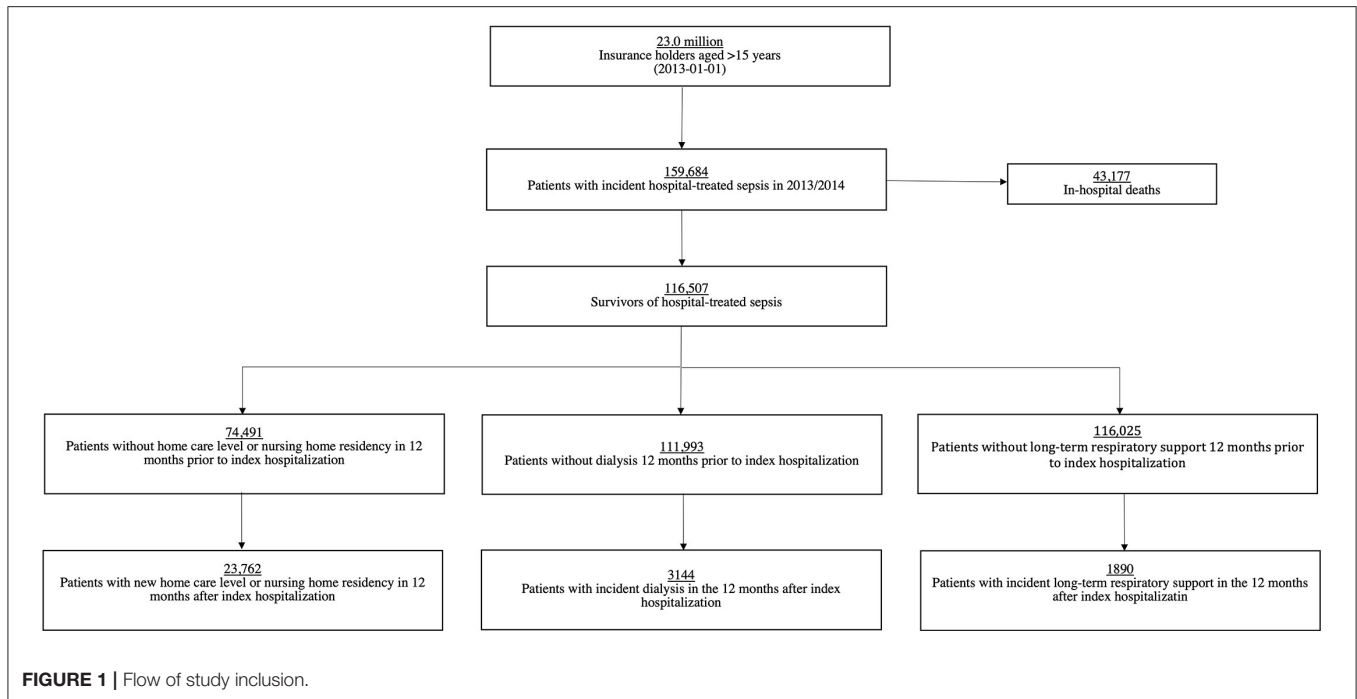 23.0 million
Insurance holders aged >15 years
(2013-01-01)
159,684
Patients with incident hospital-treated sepsis in 2013/2014
43,177
In-hospital deaths
116,507
Survivors of hospital-treated sepsis
74,491
Patients without home care level or nursing home residency in 12
months prior to index hospitalization
111,993
Patients without dialysis 12 months prior to index hospitalization
116,025
Patients without long-term respiratory support 12 months prior
to index hospitalization
23,762
Patients with new home care level or nursing home residency in 12
months after index hospitalization
3144
Patients with incident dialysis in the 12 months after index
hospitalization
1890
Patients with incident long-term respiratory support in the 12 months
after index hospitalizatin
FIGURE 1 | Flow of study inclusion.